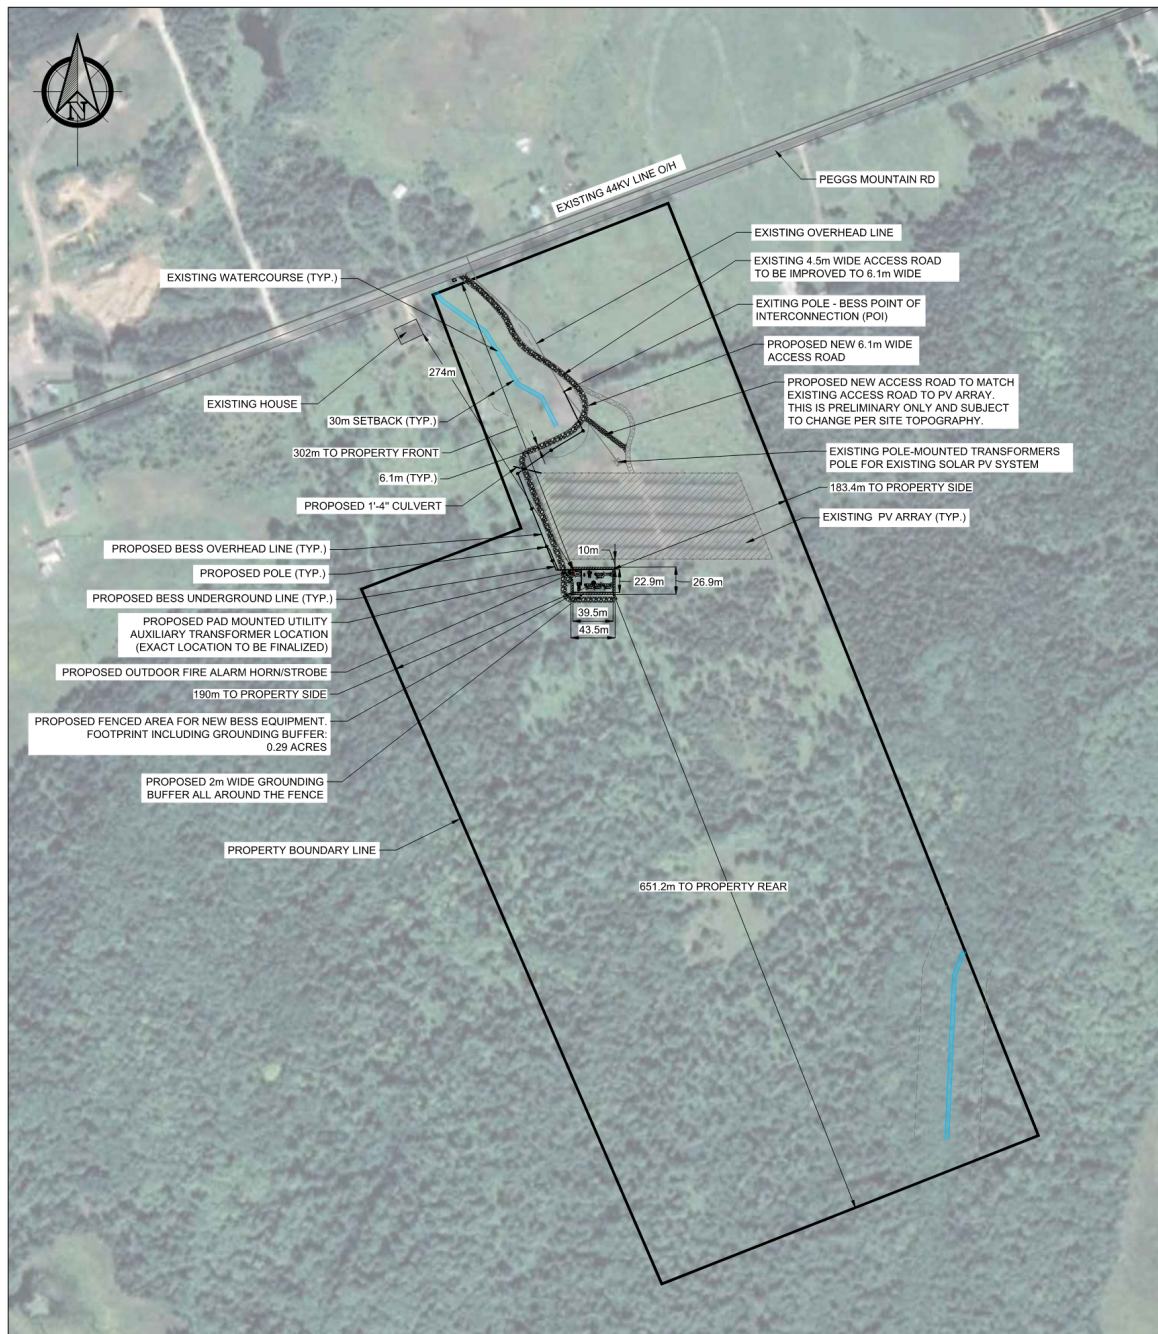 N
EXISTING 44KV LINE O/H
PEGGS MOUNTAIN RD
EXISTING OVERHEAD LINE
EXISTING WATERCOURSE (TYP.)
EXISTING 4.5m WIDE ACCESS ROAD
TO BE IMPROVED TO 6.1m WIDE
EXITING POLE - BESS POINT OF
INTERCONNECTION (POI)
PROPOSED NEW 6.1m WIDE
ACCESS ROAD
274m
PROPOSED NEW ACCESS ROAD TO MATCH
EXISTING ACCESS ROAD TO PV ARRAY.
THIS IS PRELIMINARY ONLY AND SUBJECT
TO CHANGE PER SITE TOPOGRAPHY.
EXISTING HOUSE
30m SETBACK (TYP.)
302m TO PROPERTY FRONT
EXISTING POLE-MOUNTED TRANSFORMERS
POLE FOR EXISTING SOLAR PV SYSTEM
6.1m (TYP.)
183.4m TO PROPERTY SIDE
PROPOSED 1'-4" CULVERT
EXISTING  PV ARRAY (TYP.)
PROPOSED BESS OVERHEAD LINE (TYP.)
10m
PROPOSED POLE (TYP.)
22.9m
26.9m
PROPOSED BESS UNDERGROUND LINE (TYP.)
39.5m
43.5m
PROPOSED PAD MOUNTED UTILITY
AUXILIARY TRANSFORMER LOCATION
(EXACT LOCATION TO BE FINALIZED)
PROPOSED OUTDOOR FIRE ALARM HORN/STROBE
190m TO PROPERTY SIDE
PROPOSED FENCED AREA FOR NEW BESS EQUIPMENT.
FOOTPRINT INCLUDING GROUNDING BUFFER:
0.29 ACRES
PROPOSED 2m WIDE GROUNDING
BUFFER ALL AROUND THE FENCE
PROPERTY BOUNDARY LINE
651.2m TO PROPERTY REAR